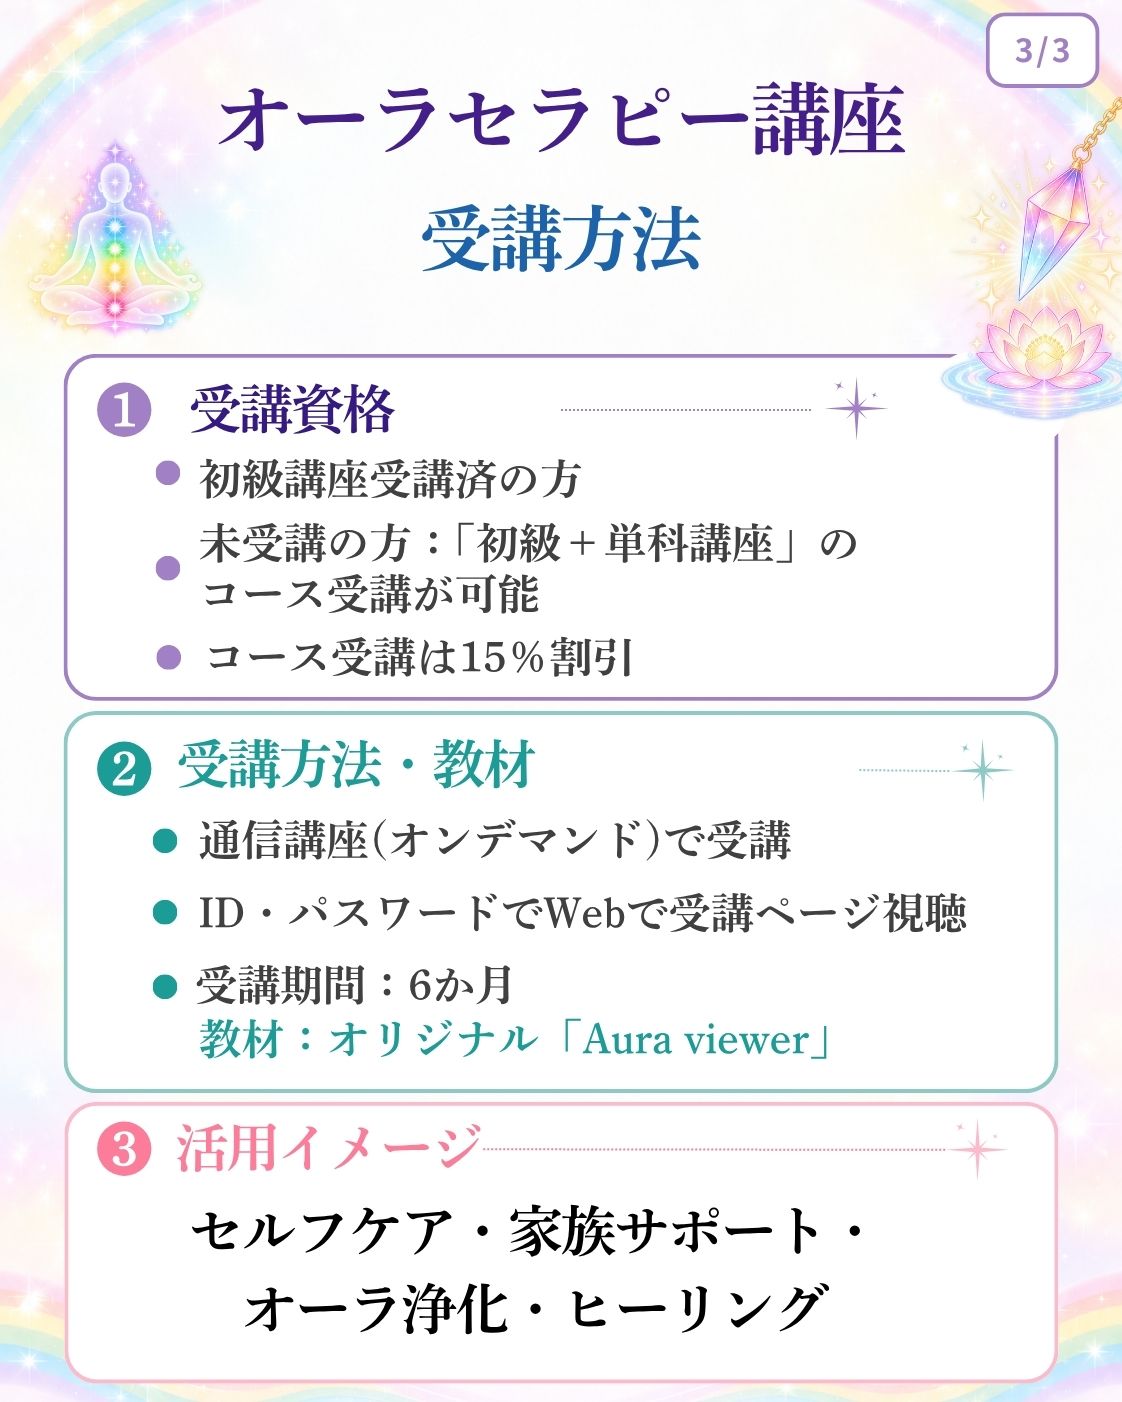 3/3
オーラセラピー講座
受講方法
1 受講資格
初級講座受講済の方
未受講の方：「初級＋単科講座」の
コース受講が可能
コース受講は15％割引
2 受講方法・教材
通信講座(オンデマンド)で受講
ID・パスワードでWebで受講ページ視聴
受講期間：6か月
教材：オリジナル「Aura viewer」
3 活用イメージ
セルフケア・家族サポート・
オーラ浄化・ヒーリング